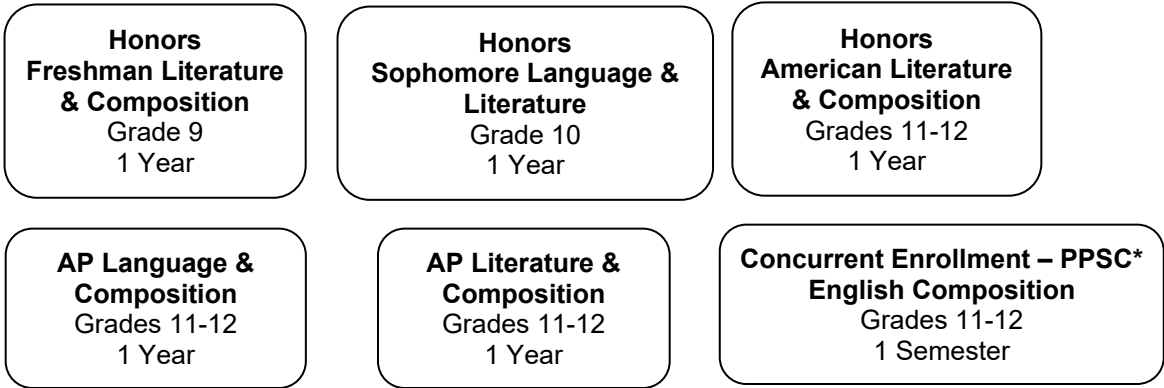 Honors
Freshman Literature
& Composition
Grade 9
1 Year
Honors
Sophomore Language &
Literature
Grade 10
1 Year
Honors
American Literature
& Composition
Grades 11-12
1 Year
AP Language &
Composition
Grades 11-12
1 Year
AP Literature &
Composition
Grades 11-12
1 Year
Concurrent Enrollment – PPSC*
English Composition
Grades 11-12
1 Semester